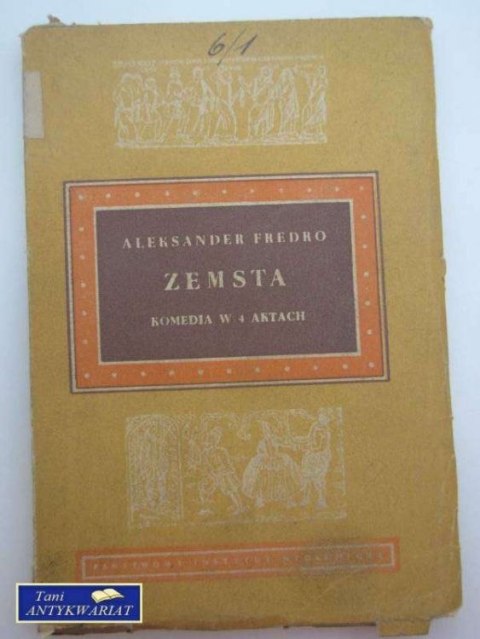 6/1
ALEKSANDER FREDRO
ZEMSTA
KOMEDIA W 4 AKTACH
Tani
ANTYKWARIAT